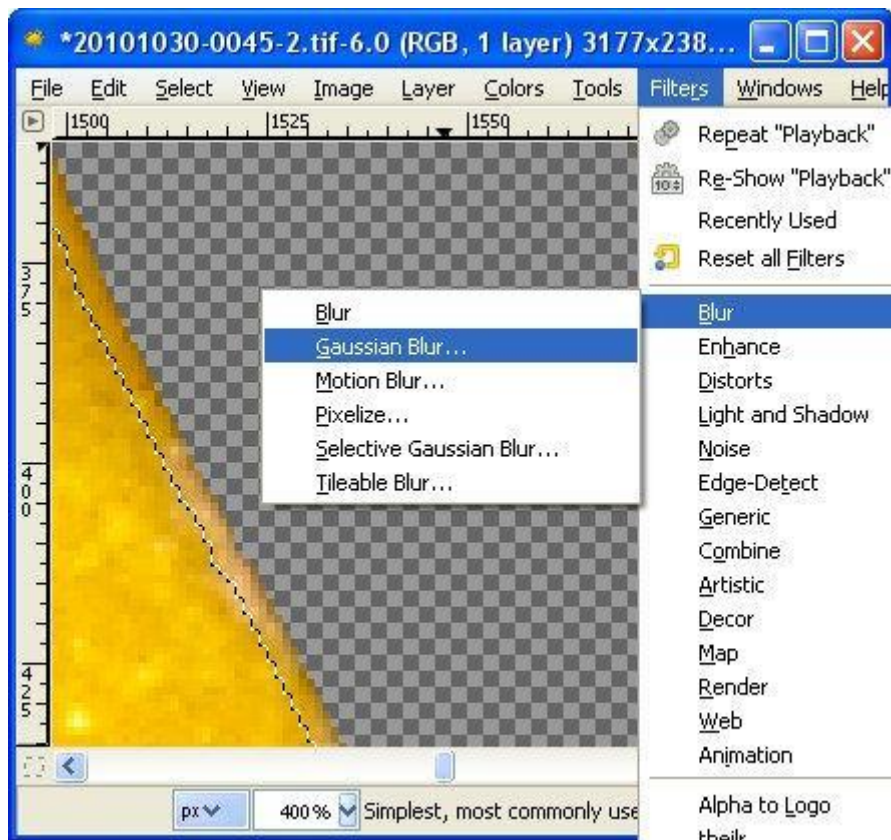 *20101030-0045-2.tif-6.0 (RGB, 1 layer) 3177x238...
File Edit Select View Image Layer Colors Tools Filters Windows Help
1500 1525 1550
Repeat "Playback"
Re-Show "Playback"
Recently Used
Reset all Filters
375
Blur
Gaussian Blur...
Motion Blur...
Pixelize...
Selective Gaussian Blur...
Tileable Blur...
Blur
Enhance
Distorts
Light and Shadow
Noise
Edge-Detect
Generic
Combine
Artistic
Decor
Map
Render
Web
Animation
400
425
px 400% Simplest, most commonly use
Alpha to Logo